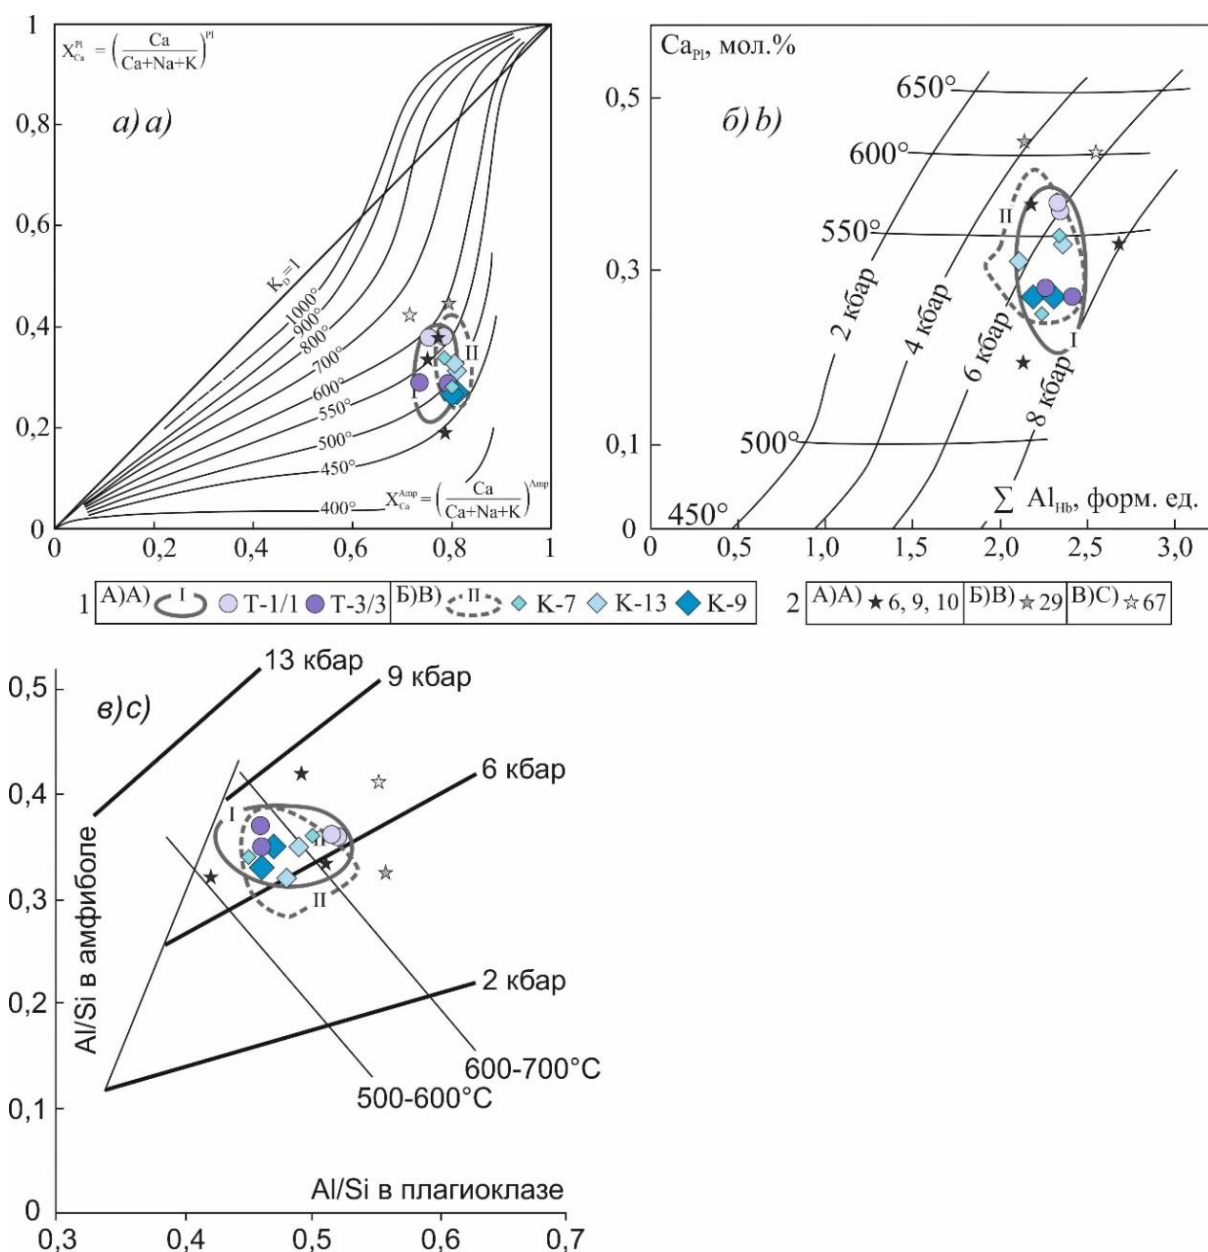 1
X Pl Ca = (Ca / Ca+Na+K) Pl
0,8
а) a)
0,6
K_D=1
1000°
900°
800°
0,4
700°
600°
I
II
550°
500°
0,2
450°
400°
X Amp Ca = (Ca / Ca+Na+K) Amp
0
0 0,2 0,4 0,6 0,8 1
Ca_Pl, мол.%
0,5
650°
б) b)
600°
II
550°
0,3
2 кбар
4 кбар
6 кбар
8 кбар
I
0,1
500°
450°
∑ Al_Hb, форм. ед.
0
0 0,5 1,0 1,5 2,0 2,5 3,0
1 А)A) I Т-1/1 Т-3/3 Б)B) II К-7 К-13 К-9
2 А)A) 6, 9, 10 Б)B) 29 В)C) 67
13 кбар
0,5
в) c)
9 кбар
0,4
6 кбар
I
II
0,3
II
Al/Si в амфиболе
0,2
2 кбар
600-700°C
500-600°C
0,1
Al/Si в плагиоклазе
0
0,3 0,4 0,5 0,6 0,7